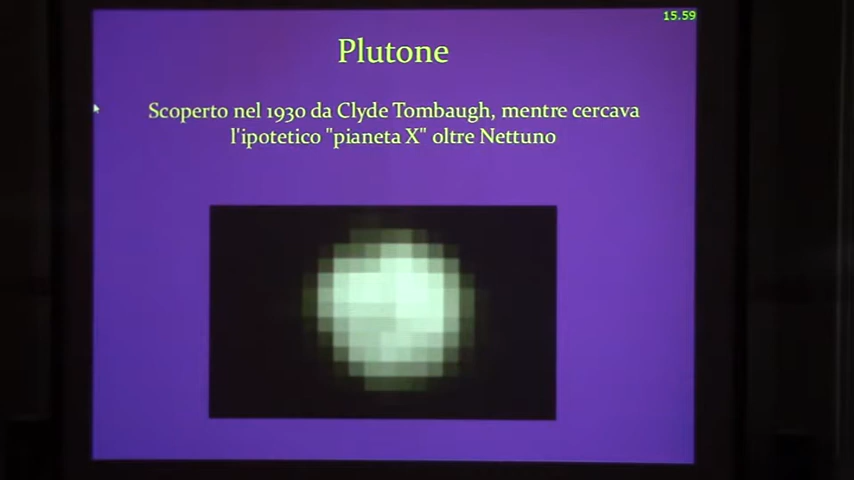 15.59
Plutone
Scoperto nel 1930 da Clyde Tombaugh, mentre cercava
l'ipotetico "pianeta X" oltre Nettuno